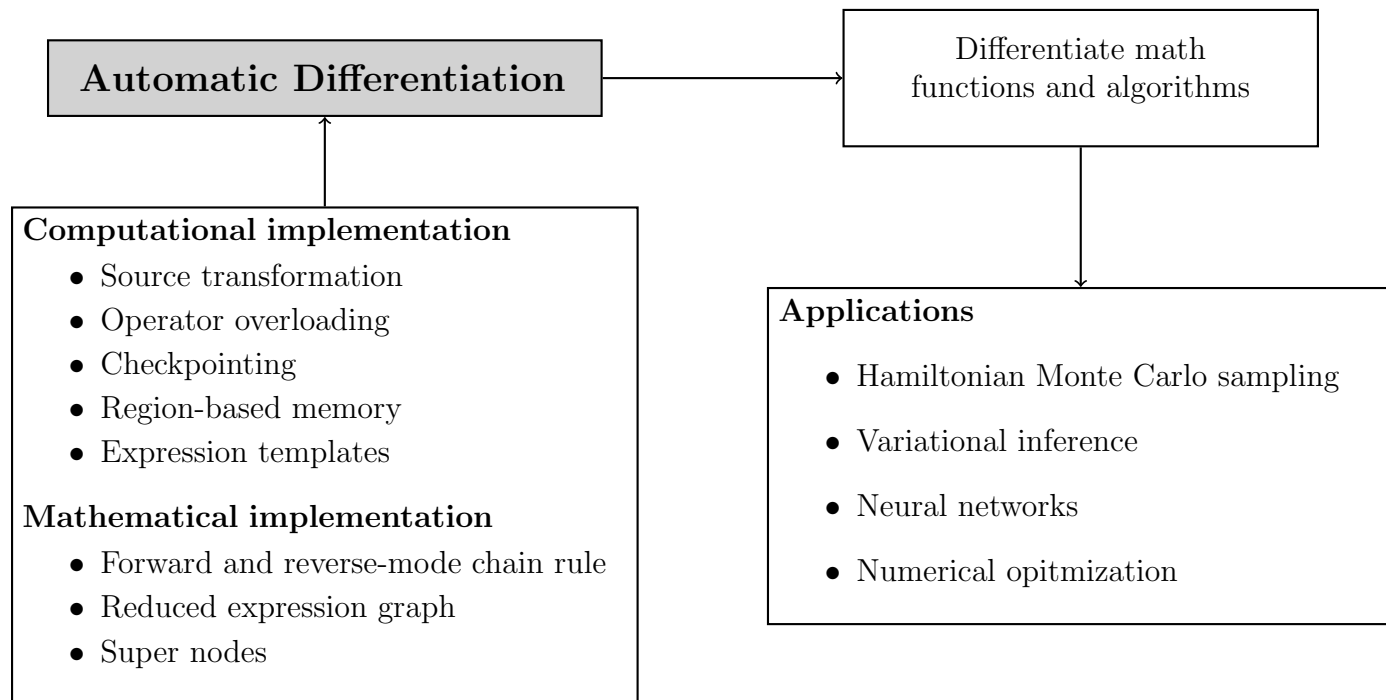 Automatic Differentiation
Differentiate math
functions and algorithms
Computational implementation
• Source transformation
• Operator overloading
• Checkpointing
• Region-based memory
• Expression templates
Mathematical implementation
• Forward and reverse-mode chain rule
• Reduced expression graph
• Super nodes
Applications
• Hamiltonian Monte Carlo sampling
• Variational inference
• Neural networks
• Numerical opitmization